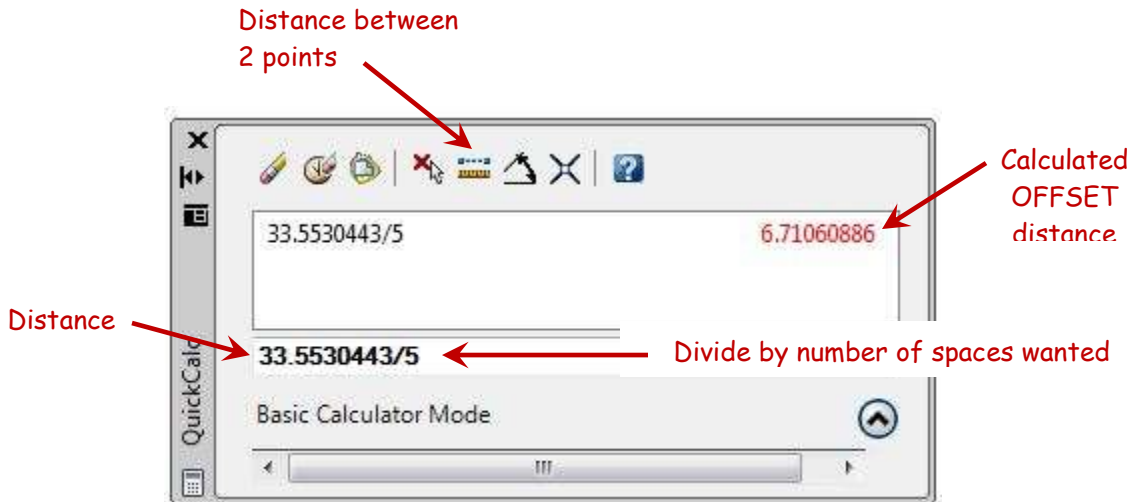 Distance between
2 points
Calculated
OFFSET
distance
33.5530443/5 6.71060886
Distance
33.5530443/5
Divide by number of spaces wanted
QuickCalc
Basic Calculator Mode